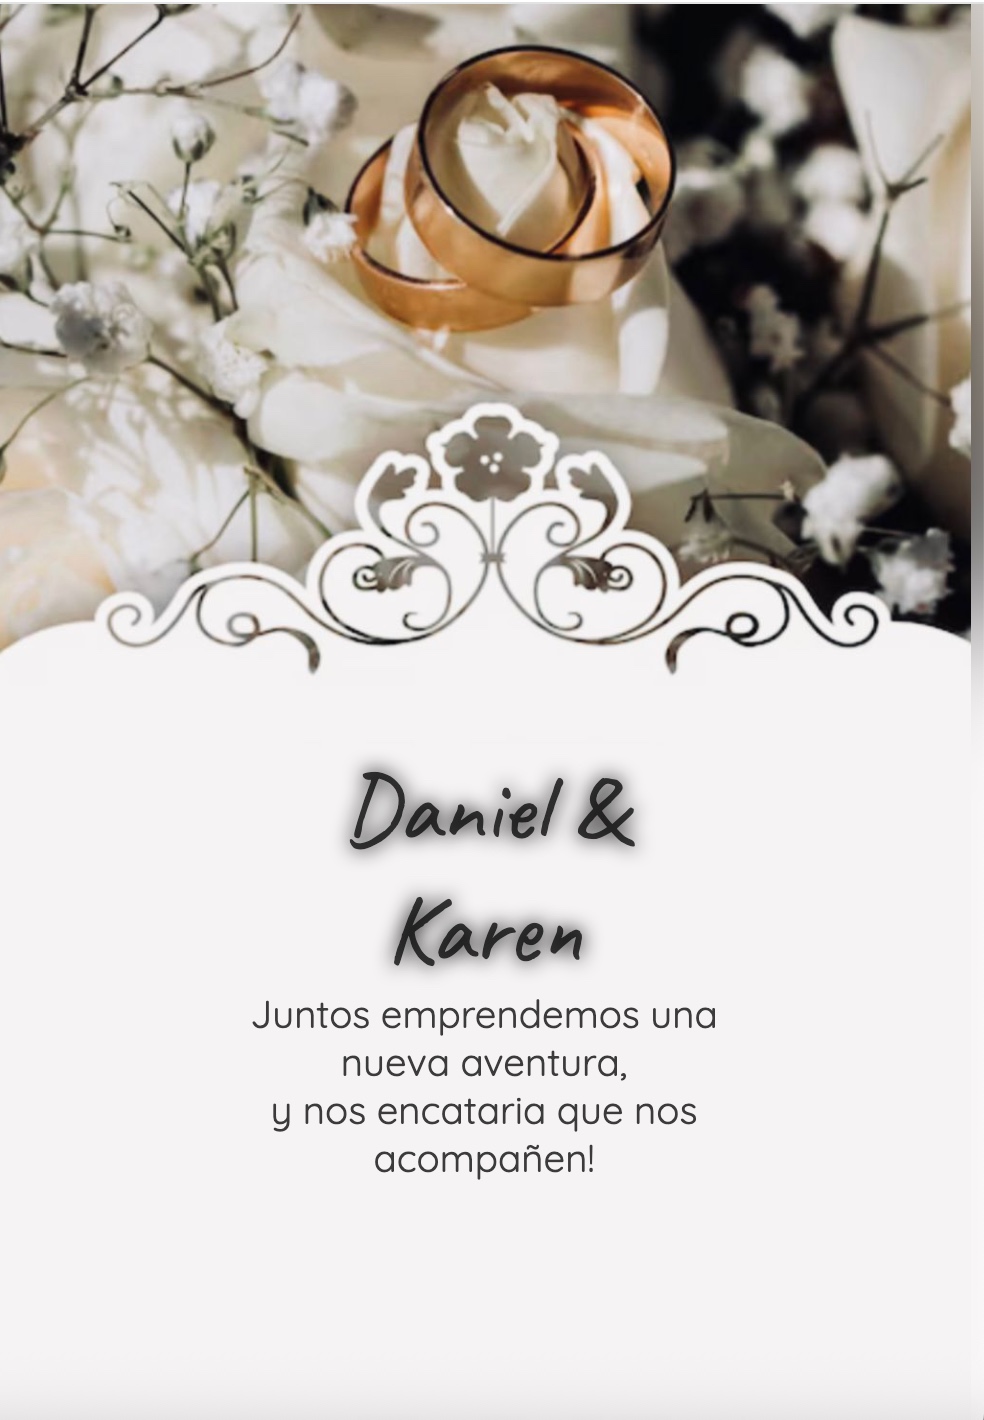 Daniel &
Karen
Juntos emprendemos una
nueva aventura,
y nos encataria que nos
acompañen!